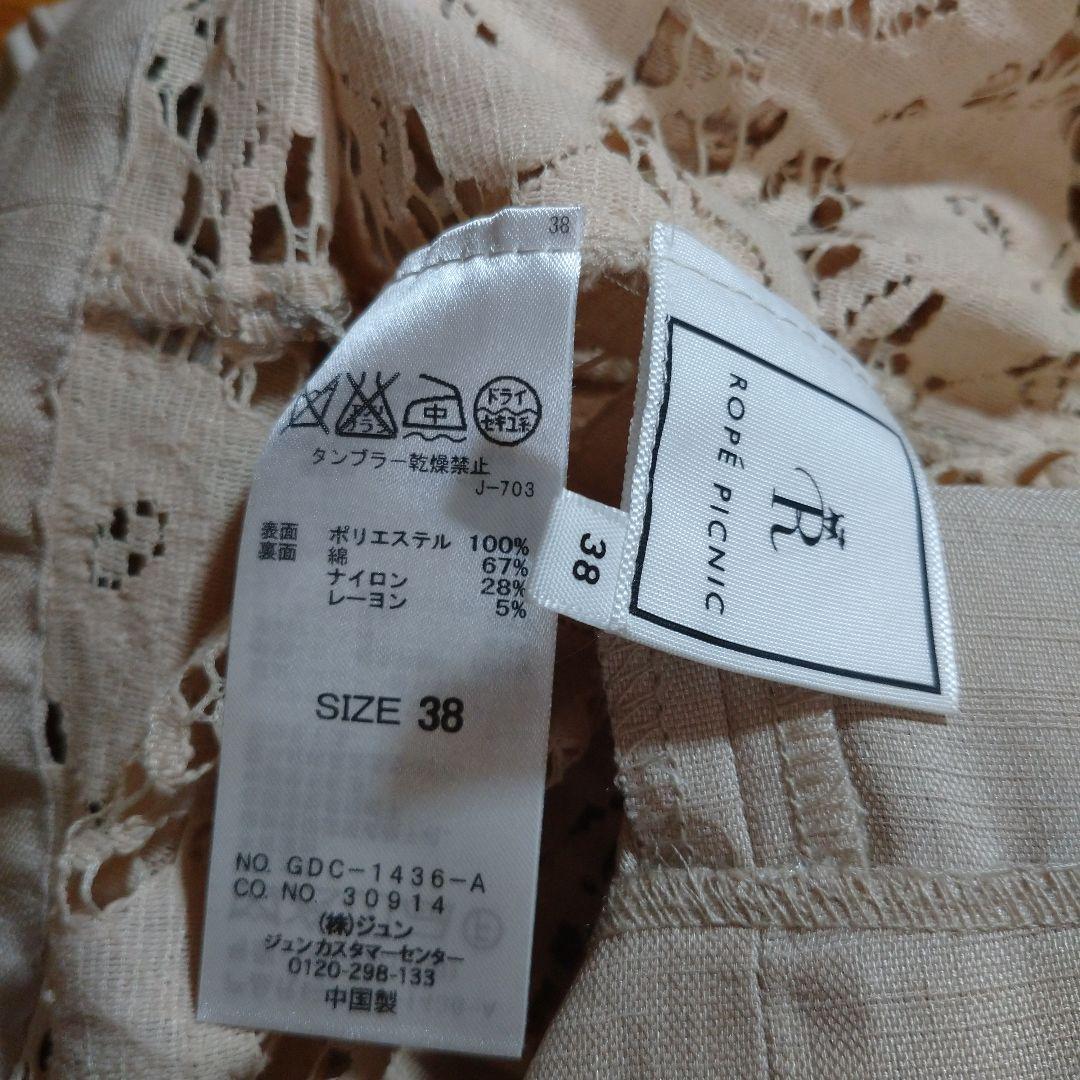 38
中
ドライ
セキユ系
タンブラー乾燥禁止
J-703
表面 ポリエステル 100%
裏面 綿 67%
ナイロン 28%
レーヨン 5%
SIZE 38
NO. GDC-1436-A
CO. NO. 30914
(株)ジュン
ジュンカスタマーセンター
0120-298-133
中国製
R
ROPÉ PICNIC
38